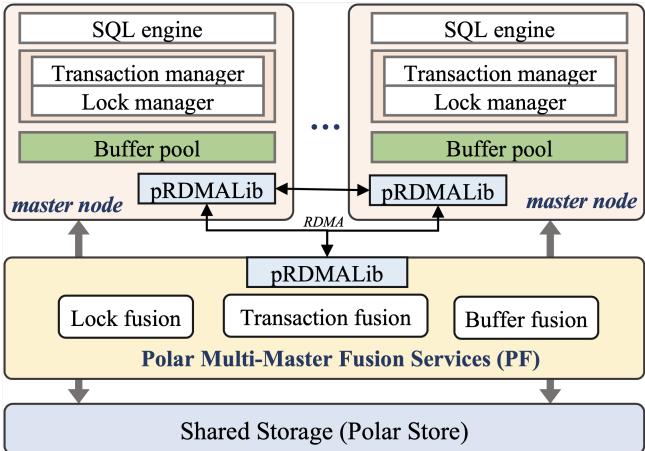 SQL engine
Transaction manager
Lock manager
Buffer pool
pRDMALib
master node
...
SQL engine
Transaction manager
Lock manager
Buffer pool
pRDMALib
master node
RDMA
pRDMALib
Lock fusion
Transaction fusion
Buffer fusion
Polar Multi-Master Fusion Services (PF)
Shared Storage (Polar Store)